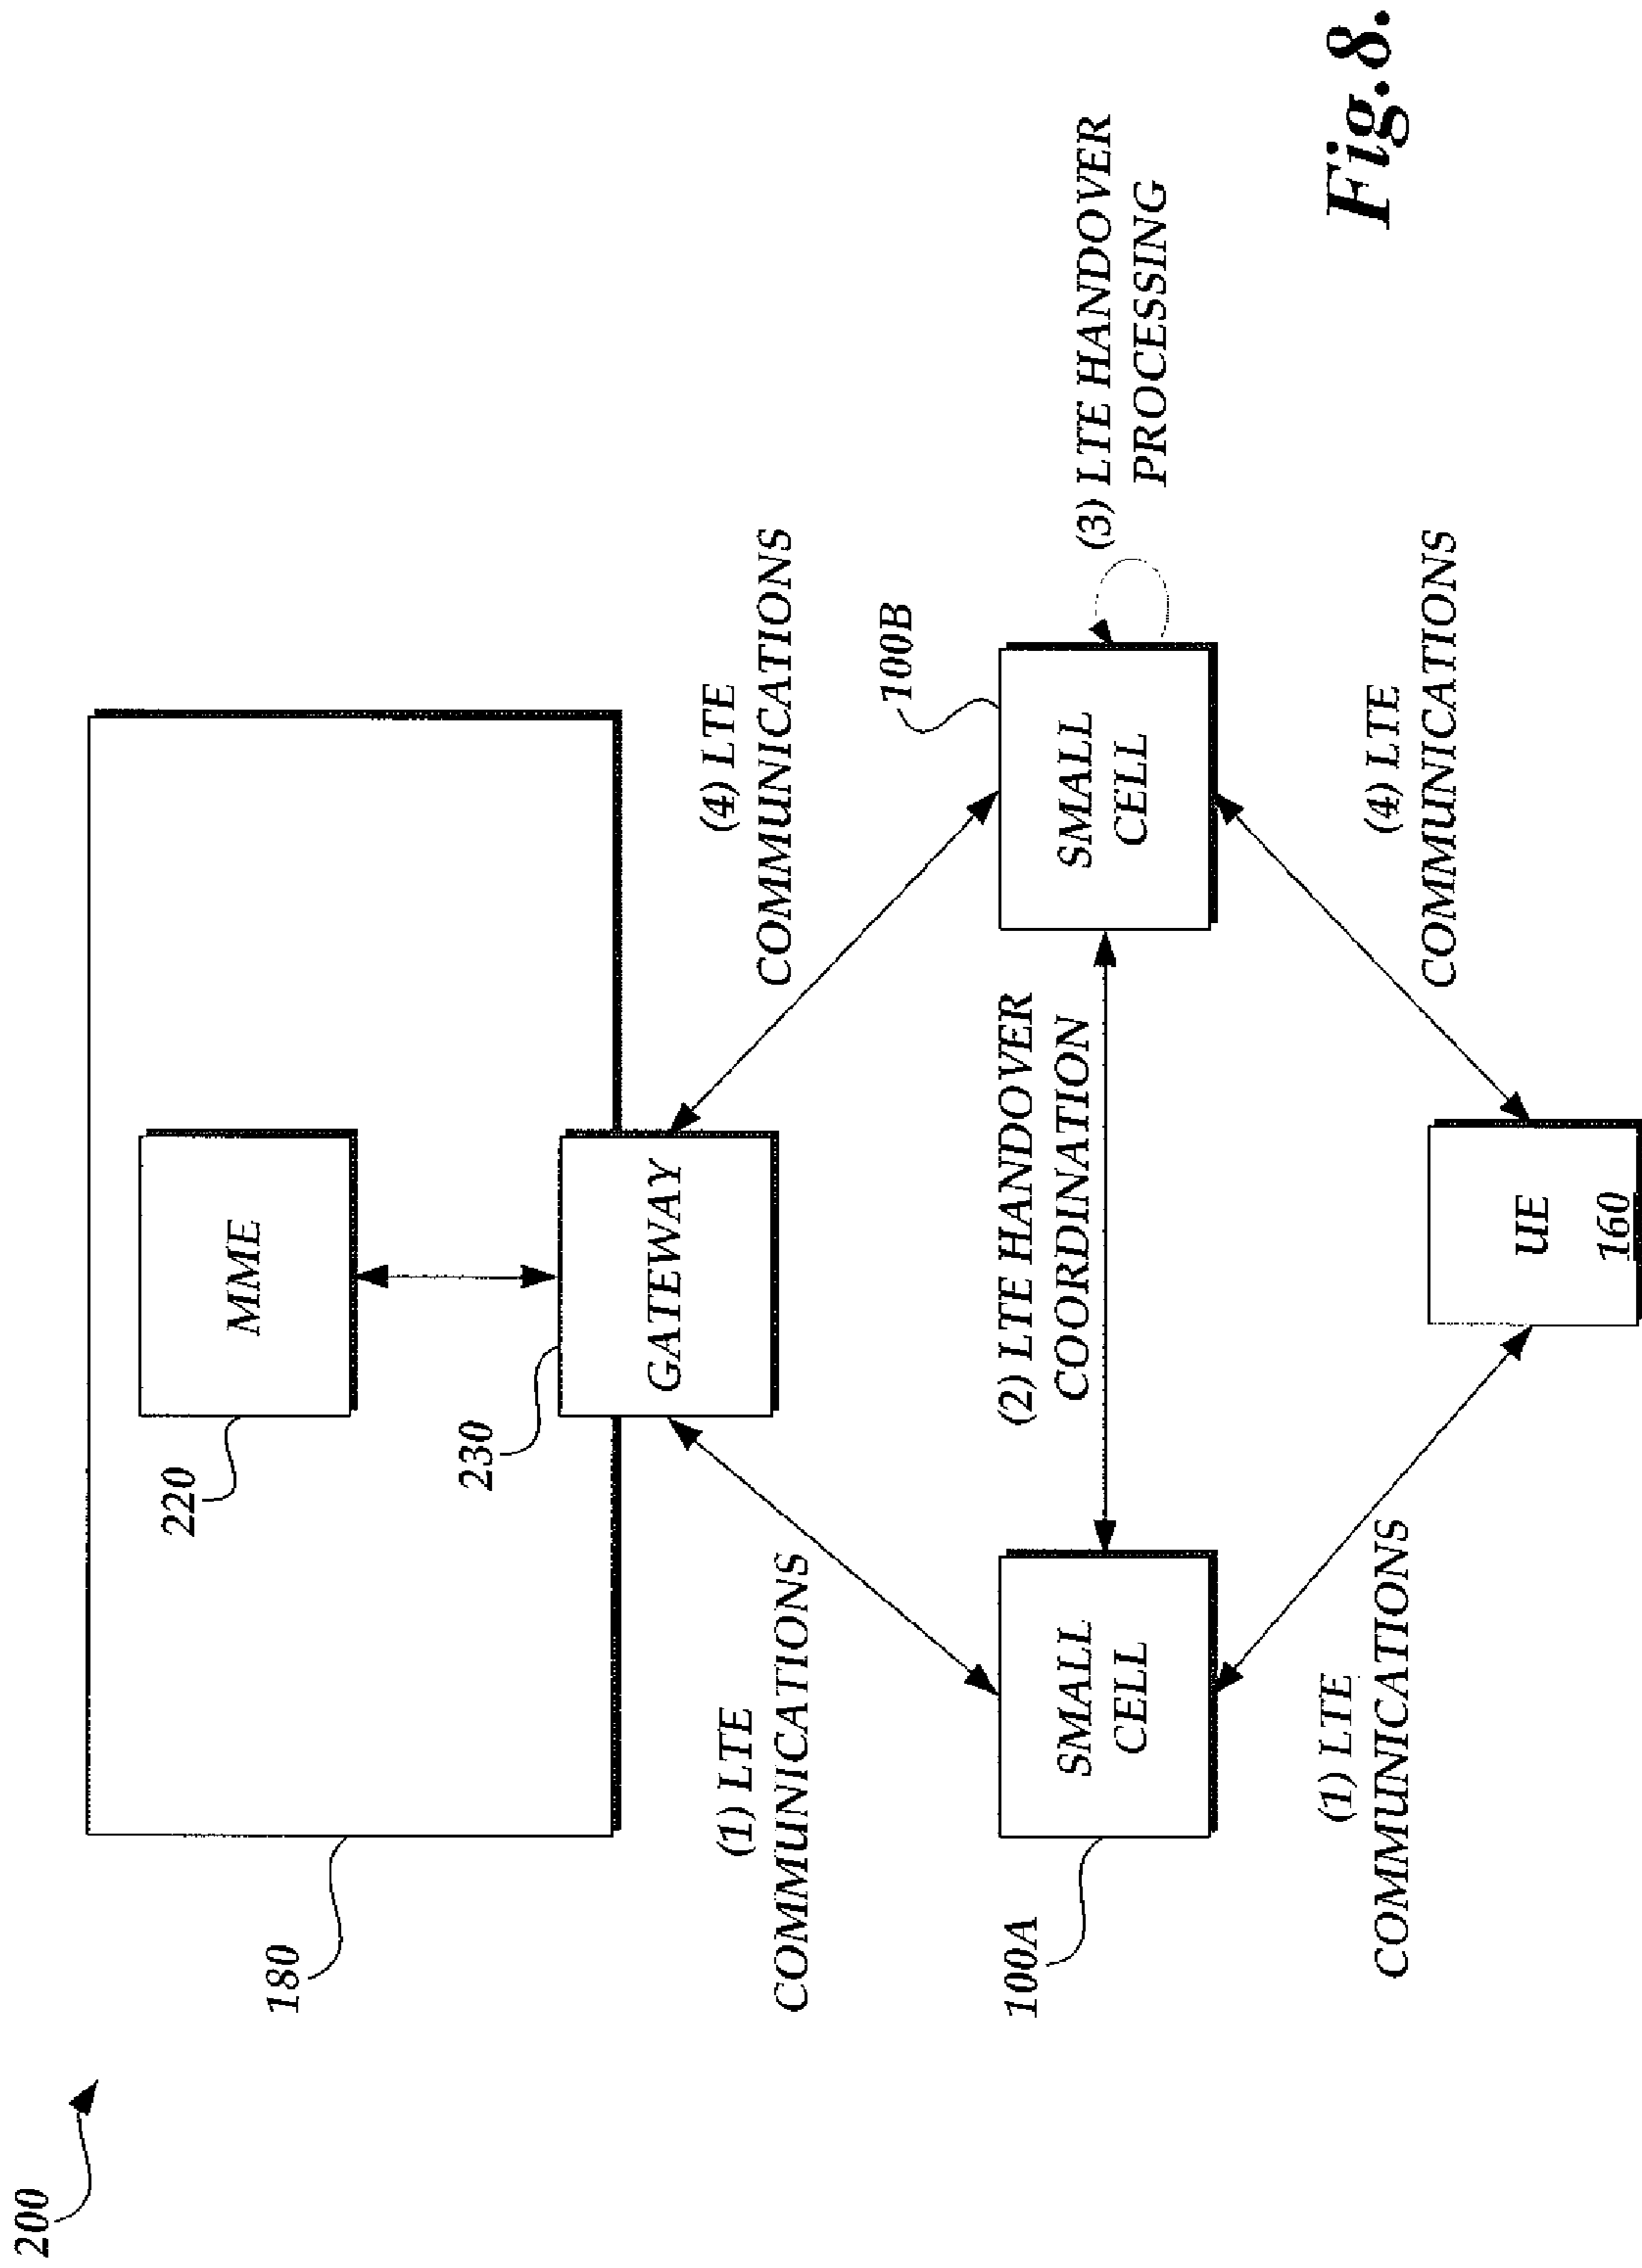 200
180
220
MME
230
GATEWAY
(1) LTE
COMMUNICATIONS
(4) LTE
COMMUNICATIONS
100A
SMALL
CELL
(2) LTE HANDOVER
COORDINATION
100B
SMALL
CELL
(3) LTE HANDOVER
PROCESSING
(1) LTE
COMMUNICATIONS
(4) LTE
COMMUNICATIONS
UE
160
Fig.8.